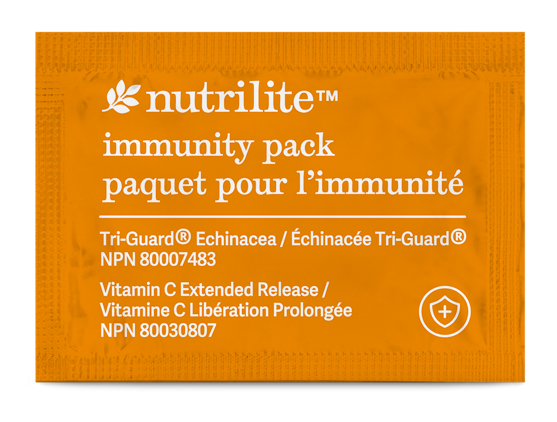 nutrilite™
immunity pack
paquet pour l'immunité
Tri-Guard® Echinacea / Échinacée Tri-Guard®
NPN 80007483
Vitamin C Extended Release /
Vitamine C Libération Prolongée
NPN 80030807